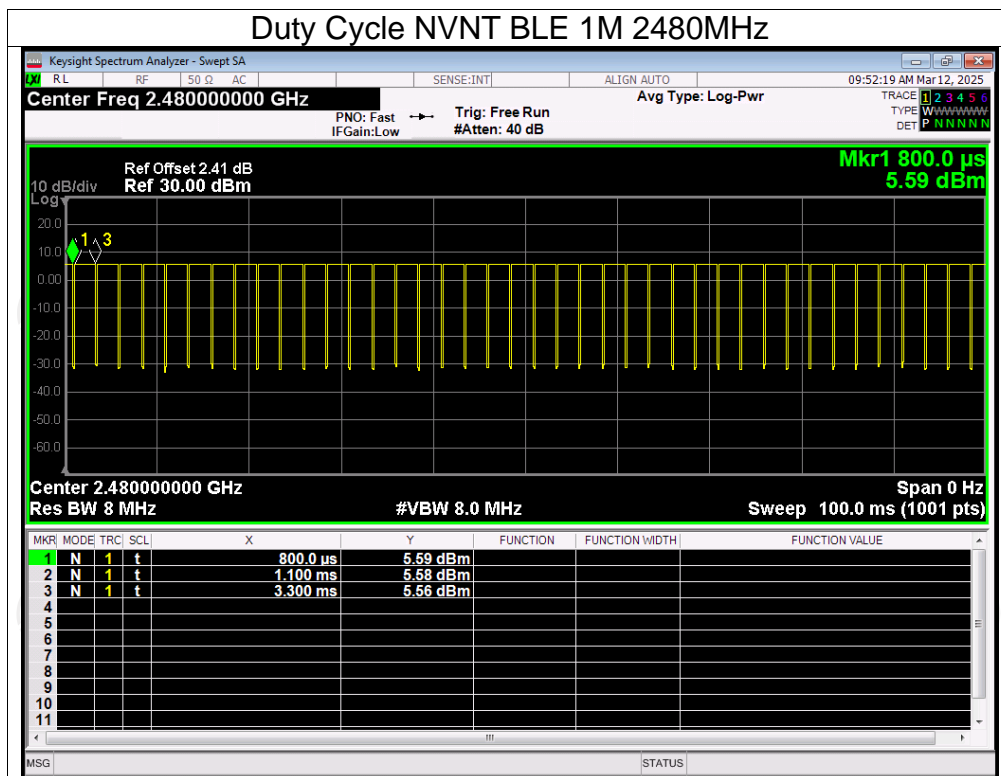 Duty Cycle NVNT BLE 1M 2480MHz
Keysight Spectrum Analyzer - Swept SA
LXI RL RF 50 Ω AC SENSE:INT ALIGN AUTO 09:52:19 AM Mar 12, 2025
Center Freq 2.480000000 GHz Avg Type: Log-Pwr TRACE 1 2 3 4 5 6
PNO: Fast Trig: Free Run TYPE WWWWWW
IFGain:Low #Atten: 40 dB DET P N N N N N
Mkr1 800.0 µs
Ref Offset 2.41 dB
10 dB/div Ref 30.00 dBm 5.59 dBm
Log
20.0
1 3
10.0
0.00
-10.0
-20.0
-30.0
-40.0
-50.0
-60.0
Center 2.480000000 GHz Span 0 Hz
Res BW 8 MHz #VBW 8.0 MHz Sweep 100.0 ms (1001 pts)
MKR MODE TRC SCL X Y FUNCTION FUNCTION WIDTH FUNCTION VALUE
1 N 1 t 800.0 µs 5.59 dBm
2 N 1 t 1.100 ms 5.58 dBm
3 N 1 t 3.300 ms 5.56 dBm
4
5
6
7
8
9
10
11
MSG STATUS